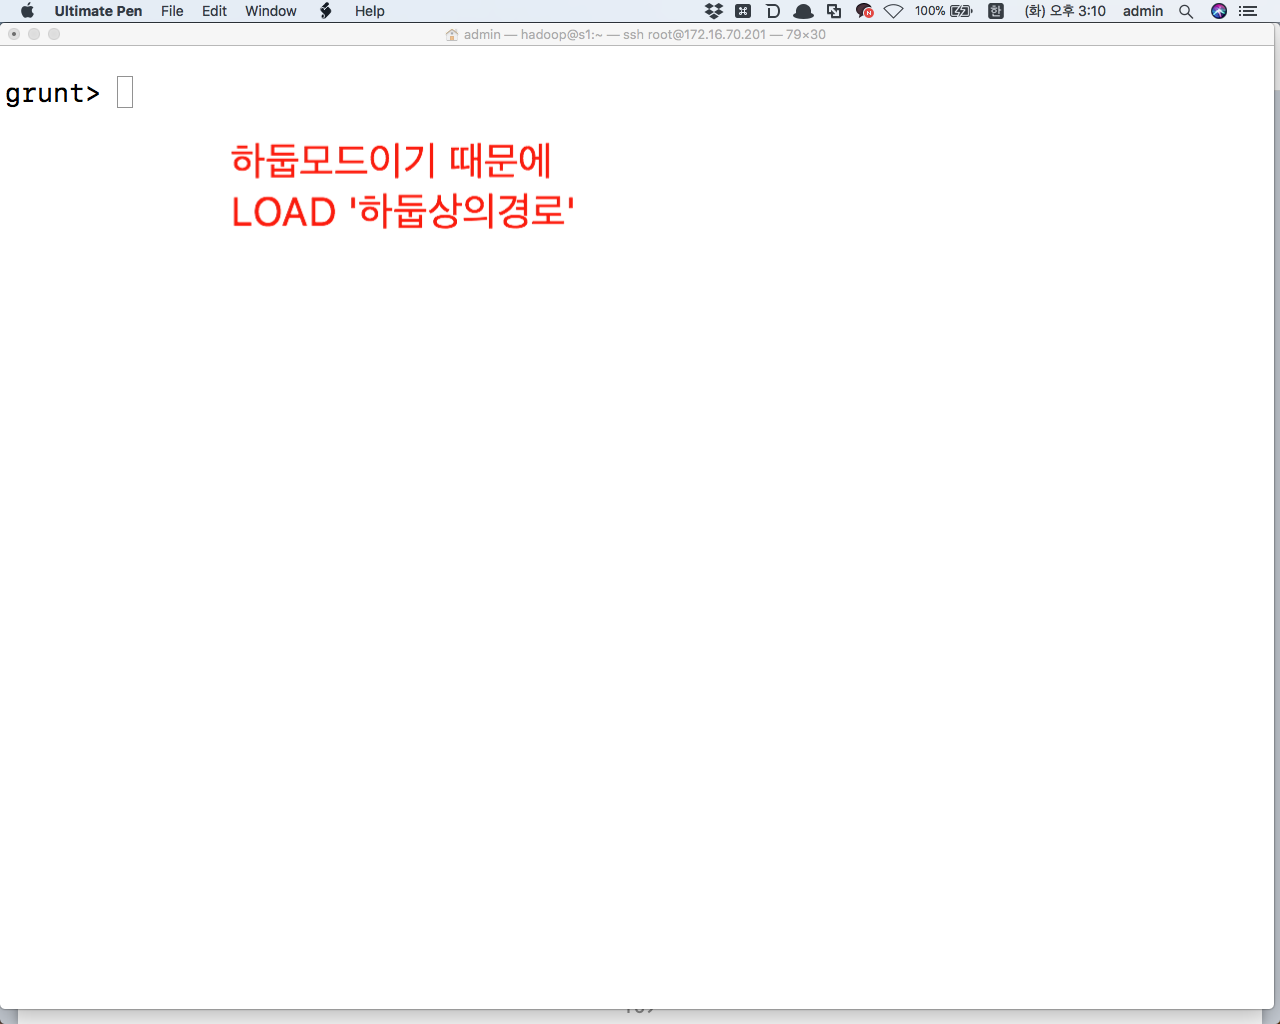 Ultimate Pen File Edit Window Help 100% 한 (화) 오후 3:10 admin
admin — hadoop@s1:~ — ssh root@172.16.70.201 — 79×30
grunt>
하둡모드이기 때문에
LOAD '하둡상의경로'